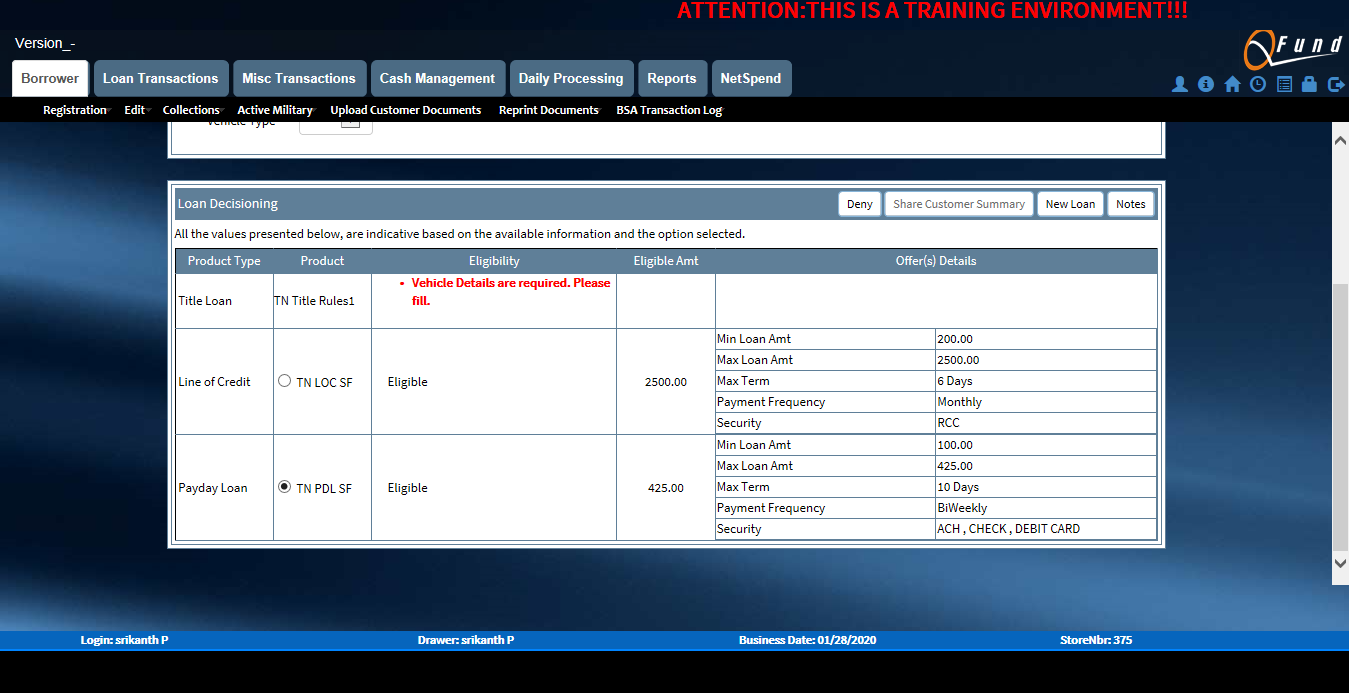 ATTENTION:THIS IS A TRAINING ENVIRONMENT!!!
Version_-
QFund
Borrower Loan Transactions Misc Transactions Cash Management Daily Processing Reports NetSpend
Registration Edit Collections Active Military Upload Customer Documents Reprint Documents BSA Transaction Log
Vehicle Type
Loan Decisioning Deny Share Customer Summary New Loan Notes
All the values presented below, are indicative based on the available information and the option selected.
Product Type Product Eligibility Eligible Amt Offer(s) Details
Title Loan TN Title Rules1 • Vehicle Details are required. Please
fill.
Line of Credit TN LOC SF Eligible 2500.00
Min Loan Amt 200.00
Max Loan Amt 2500.00
Max Term 6 Days
Payment Frequency Monthly
Security RCC
Payday Loan TN PDL SF Eligible 425.00
Min Loan Amt 100.00
Max Loan Amt 425.00
Max Term 10 Days
Payment Frequency BiWeekly
Security ACH , CHECK , DEBIT CARD
Login: srikanth P Drawer: srikanth P Business Date: 01/28/2020 StoreNbr: 375